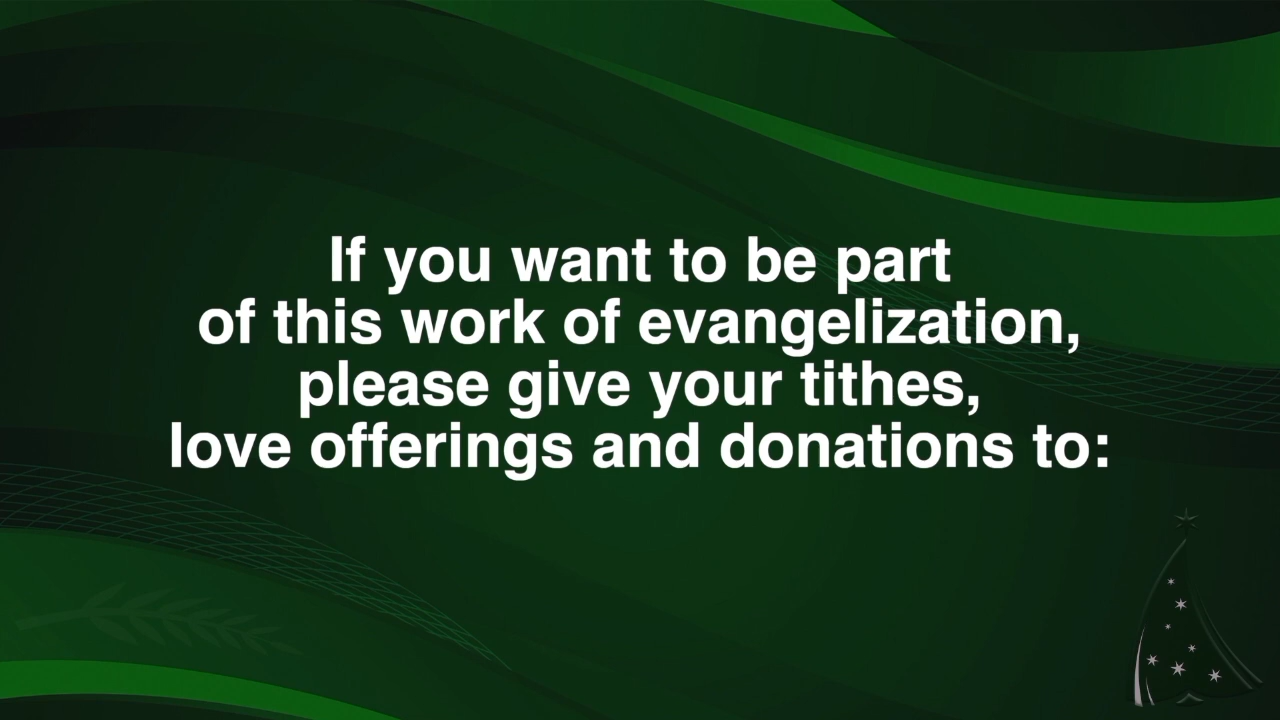 If you want to be part
of this work of evangelization,
please give your tithes,
love offerings and donations to: